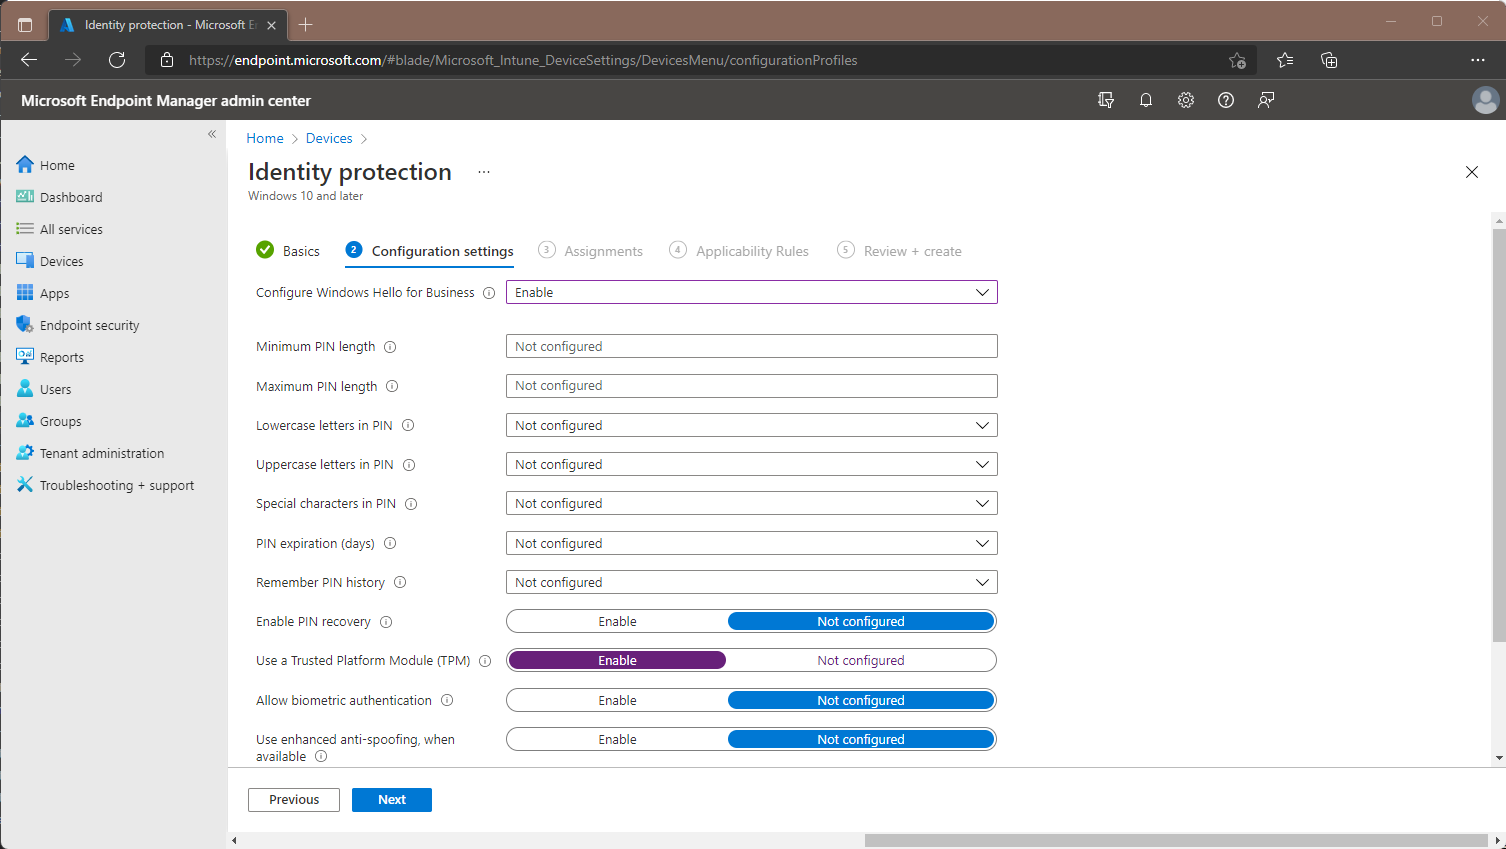 Identity protection - Microsoft E
https://endpoint.microsoft.com/#blade/Microsoft_Intune_DeviceSettings/DevicesMenu/configurationProfiles
Microsoft Endpoint Manager admin center
Home
Dashboard
All services
Devices
Apps
Endpoint security
Reports
Users
Groups
Tenant administration
Troubleshooting + support
Home > Devices >
Identity protection ...
Windows 10 and later
Basics 2 Configuration settings 3 Assignments 4 Applicability Rules 5 Review + create
Configure Windows Hello for Business Enable
Minimum PIN length Not configured
Maximum PIN length Not configured
Lowercase letters in PIN Not configured
Uppercase letters in PIN Not configured
Special characters in PIN Not configured
PIN expiration (days) Not configured
Remember PIN history Not configured
Enable PIN recovery Enable Not configured
Use a Trusted Platform Module (TPM) Enable Not configured
Allow biometric authentication Enable Not configured
Use enhanced anti-spoofing, when
available Enable Not configured
Previous Next